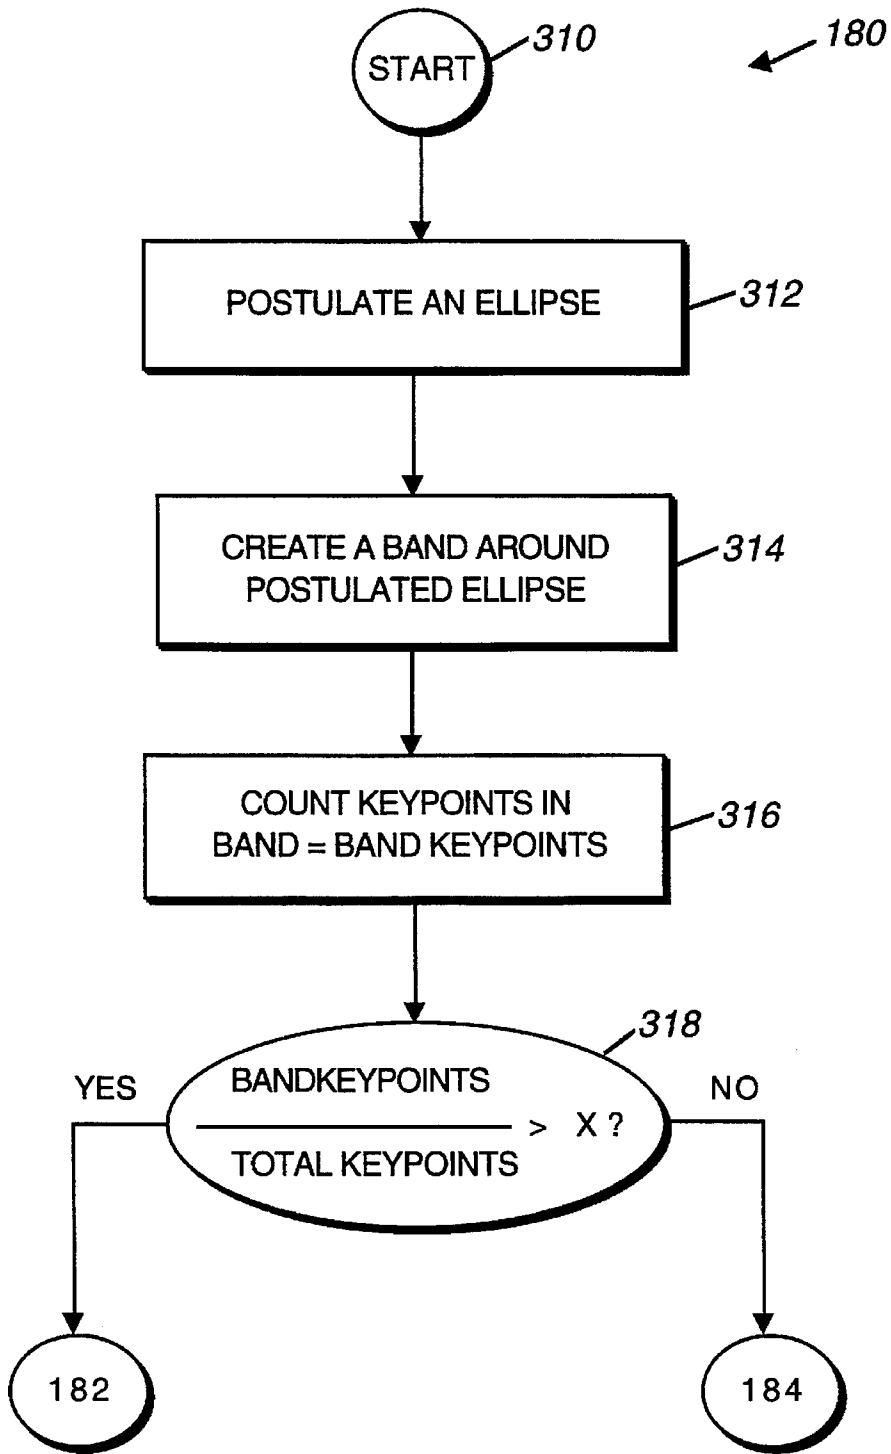 START
310
180
POSTULATE AN ELLIPSE
312
CREATE A BAND AROUND
POSTULATED ELLIPSE
314
COUNT KEYPOINTS IN
BAND = BAND KEYPOINTS
316
318
YES
BANDKEYPOINTS
TOTAL KEYPOINTS
> X ?
NO
182
184